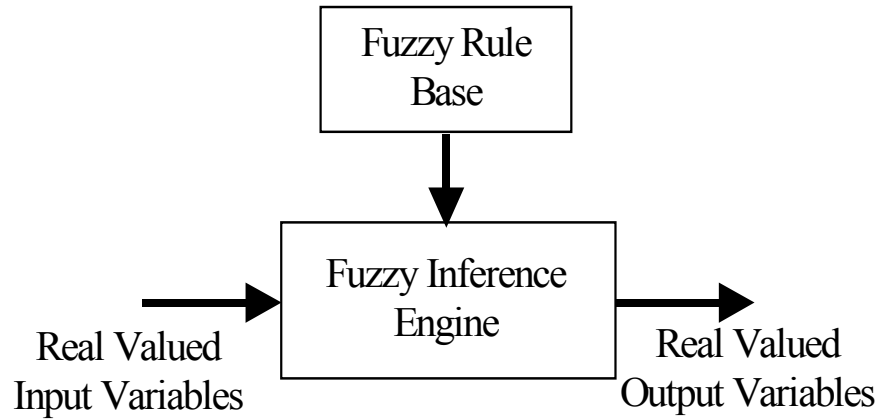 Fuzzy Rule
Base
Fuzzy Inference
Engine
Real Valued
Input Variables
Real Valued
Output Variables